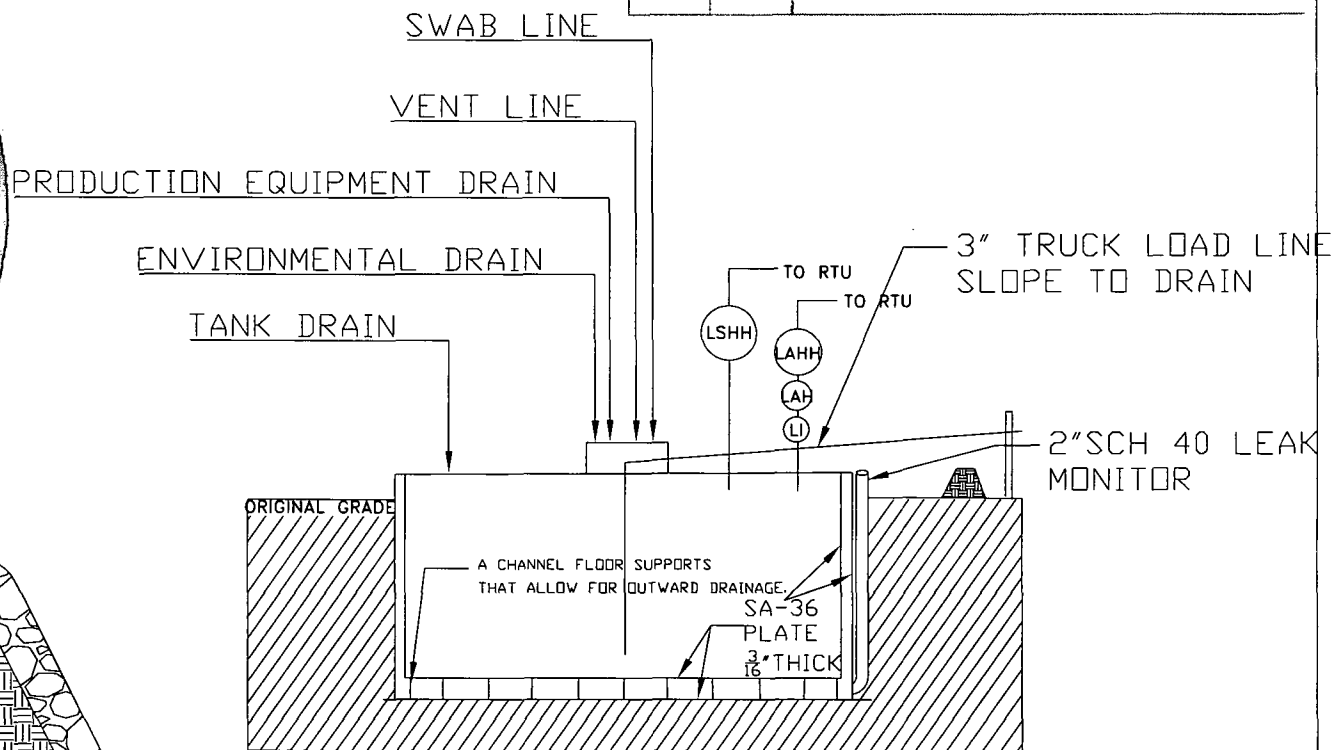 SWAB LINE
VENT LINE
PRODUCTION EQUIPMENT DRAIN
ENVIRONMENTAL DRAIN
TANK DRAIN
3" TRUCK LOAD LINE
SLOPE TO DRAIN
TO RTU
TO RTU
LSHH
LAHH
LAH
LI
2"SCH 40 LEAK
MONITOR
ORIGINAL GRADE
A CHANNEL FLOOR SUPPORTS
THAT ALLOW FOR OUTWARD DRAINAGE.
SA-36
PLATE
3/16" THICK